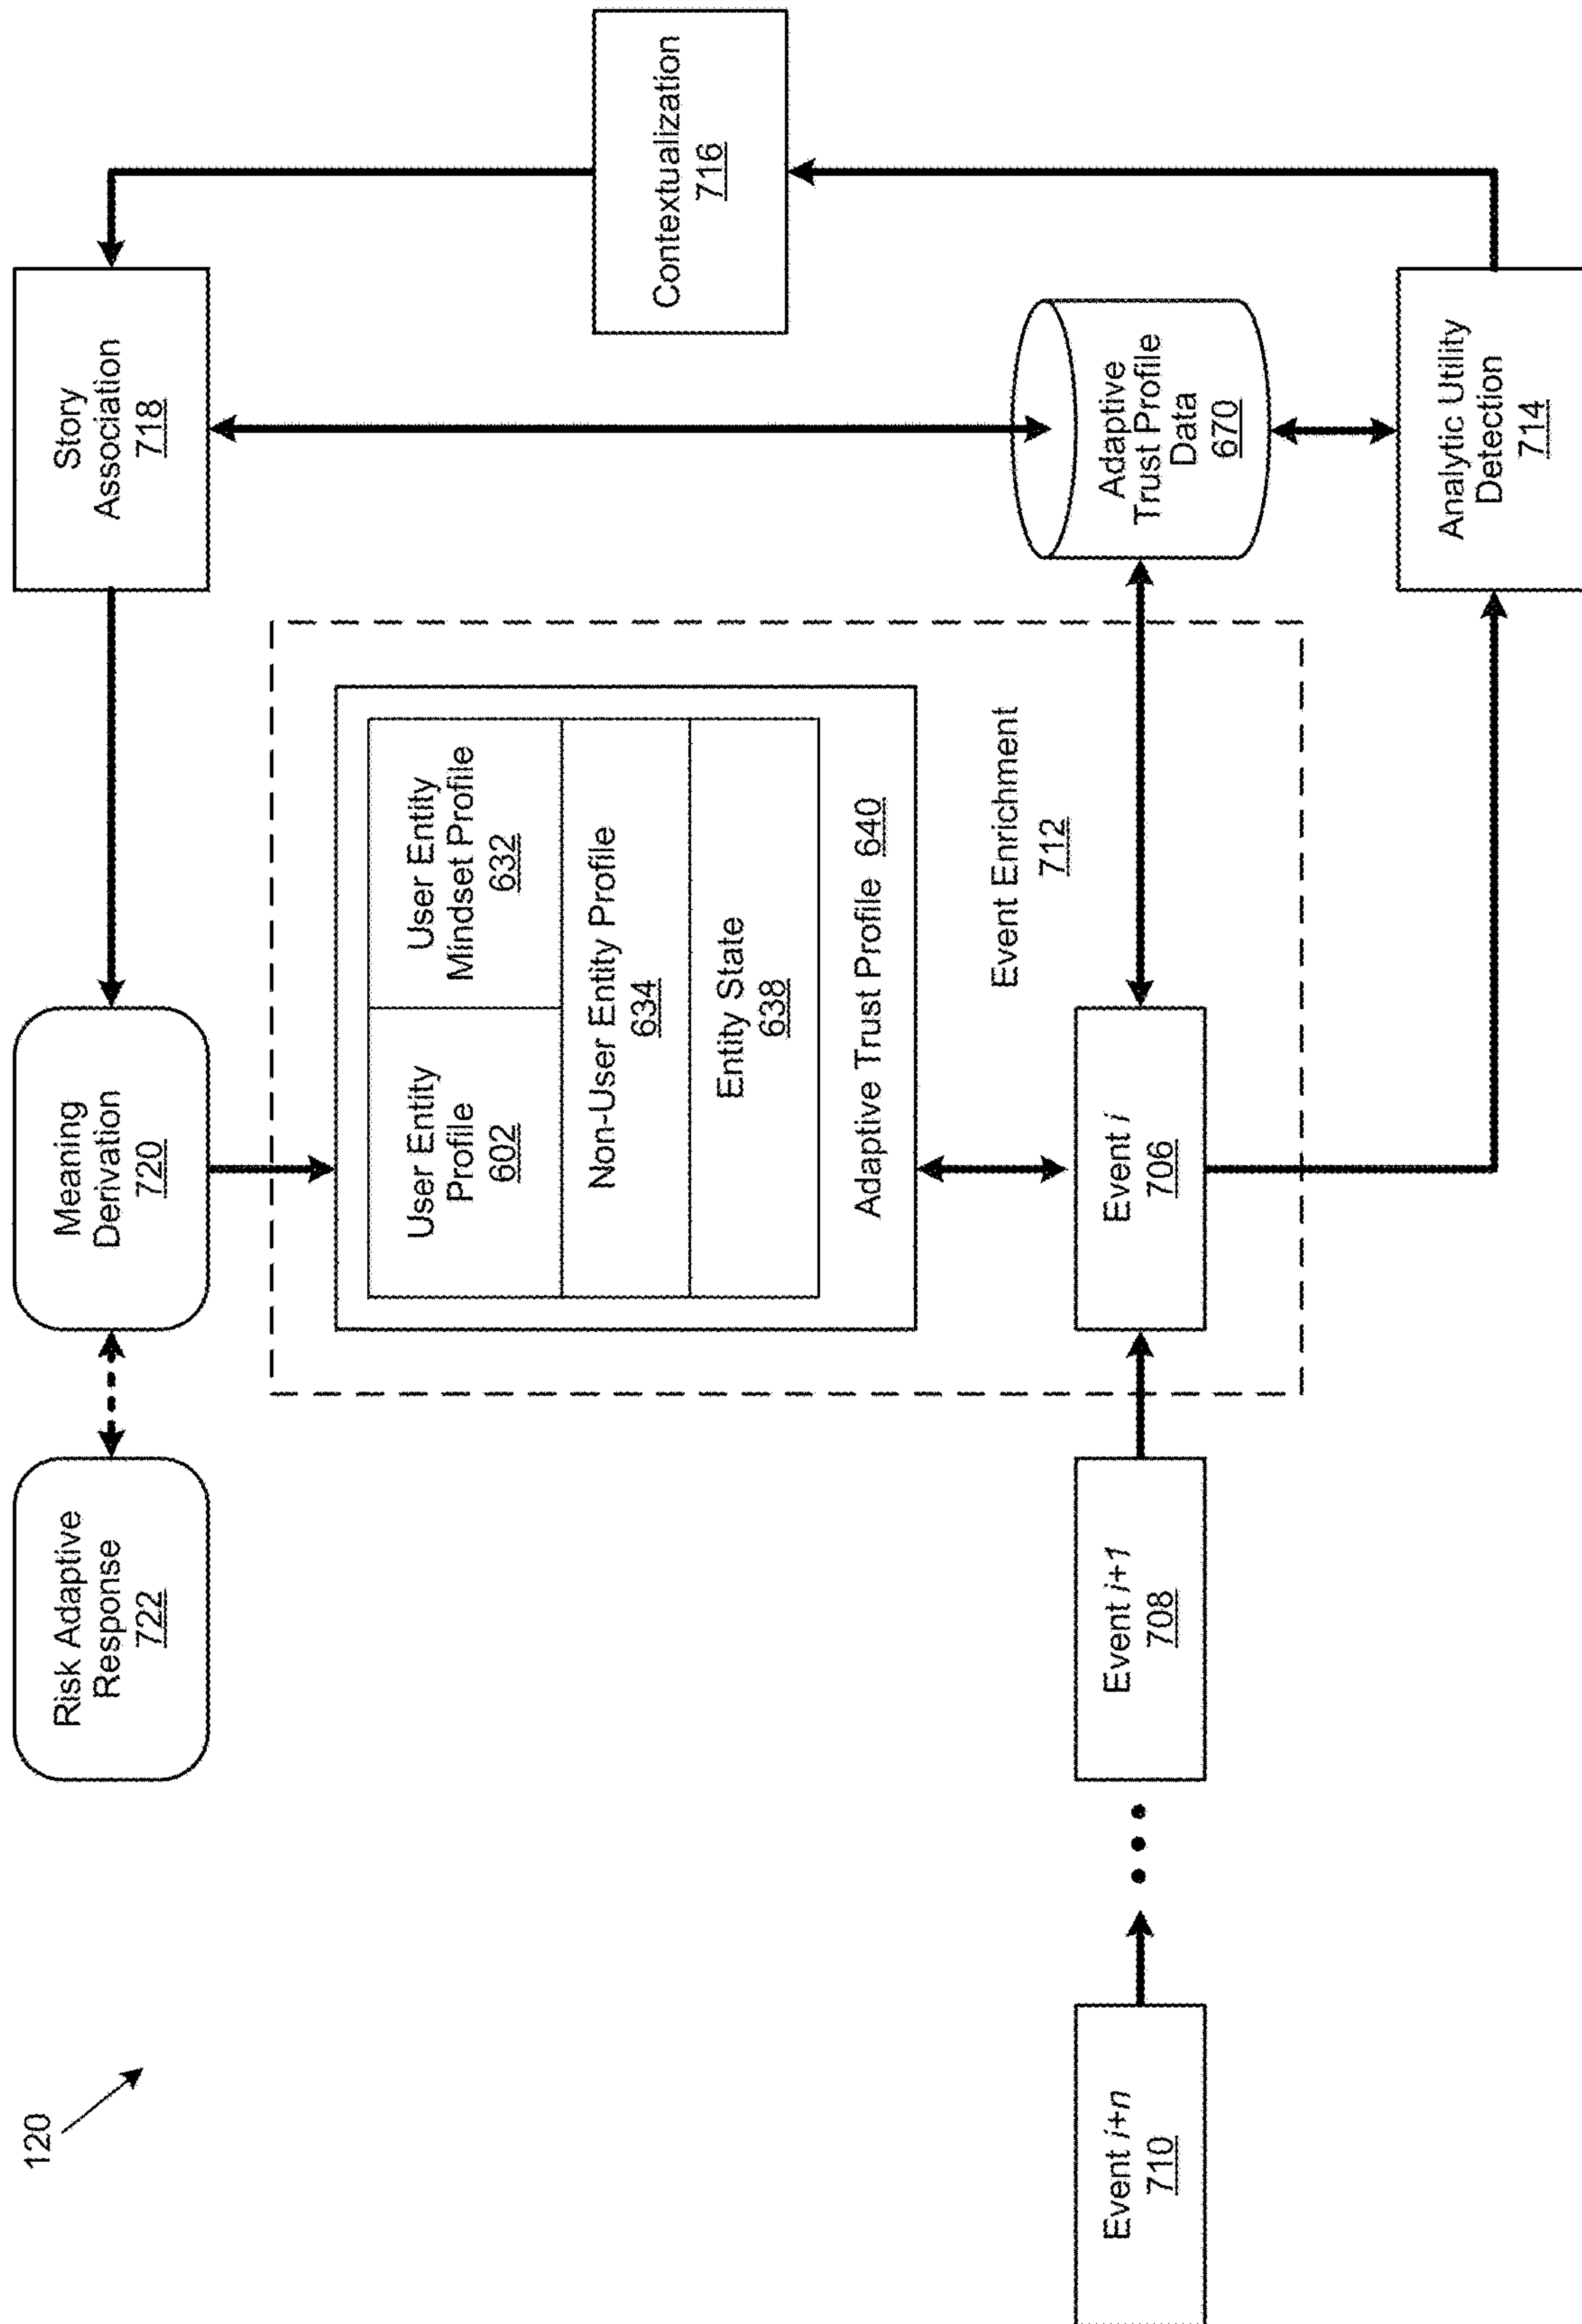 120
Risk Adaptive
Response
722
Meaning
Derivation
720
Story
Association
718
User Entity
Profile
602
User Entity
Mindset Profile
632
Non-User Entity Profile
634
Entity State
638
Adaptive Trust Profile 640
Contextualization
716
Event Enrichment
712
Event i+n
710
Event i+1
708
Event i
706
Adaptive
Trust Profile
Data
670
Analytic Utility
Detection
714